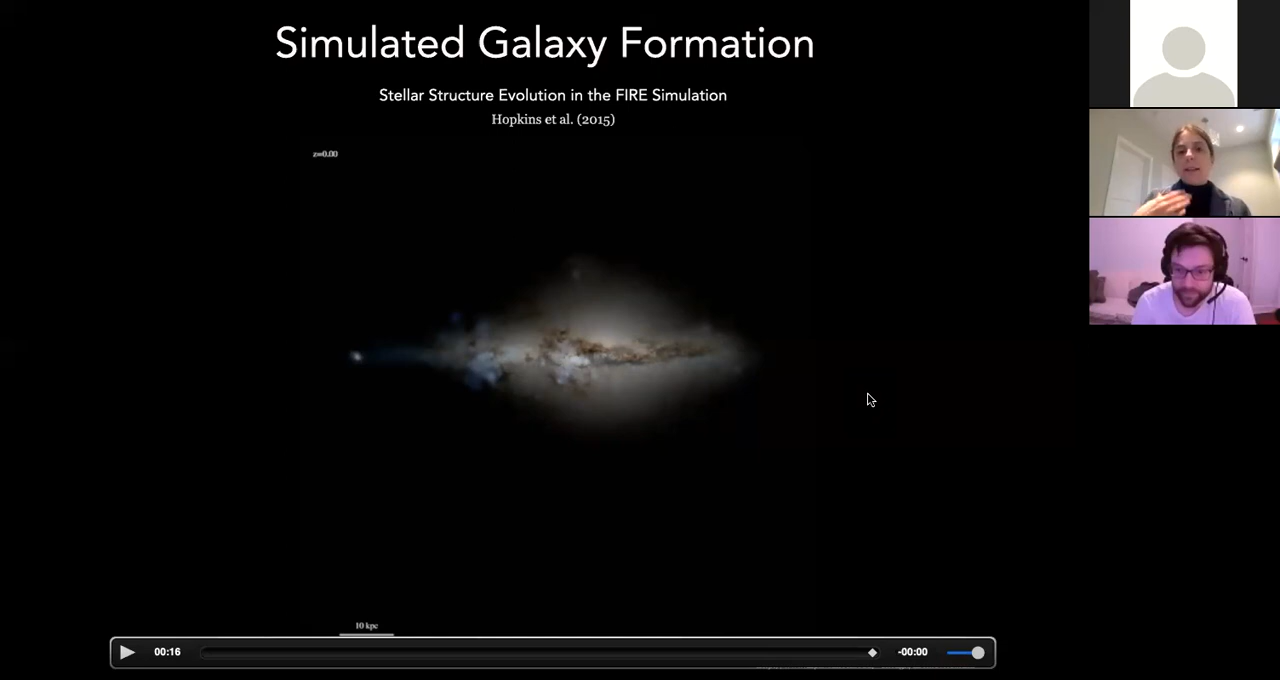 Simulated Galaxy Formation
Stellar Structure Evolution in the FIRE Simulation
Hopkins et al. (2015)
z=0.00
10 kpc
00:16
-00:00